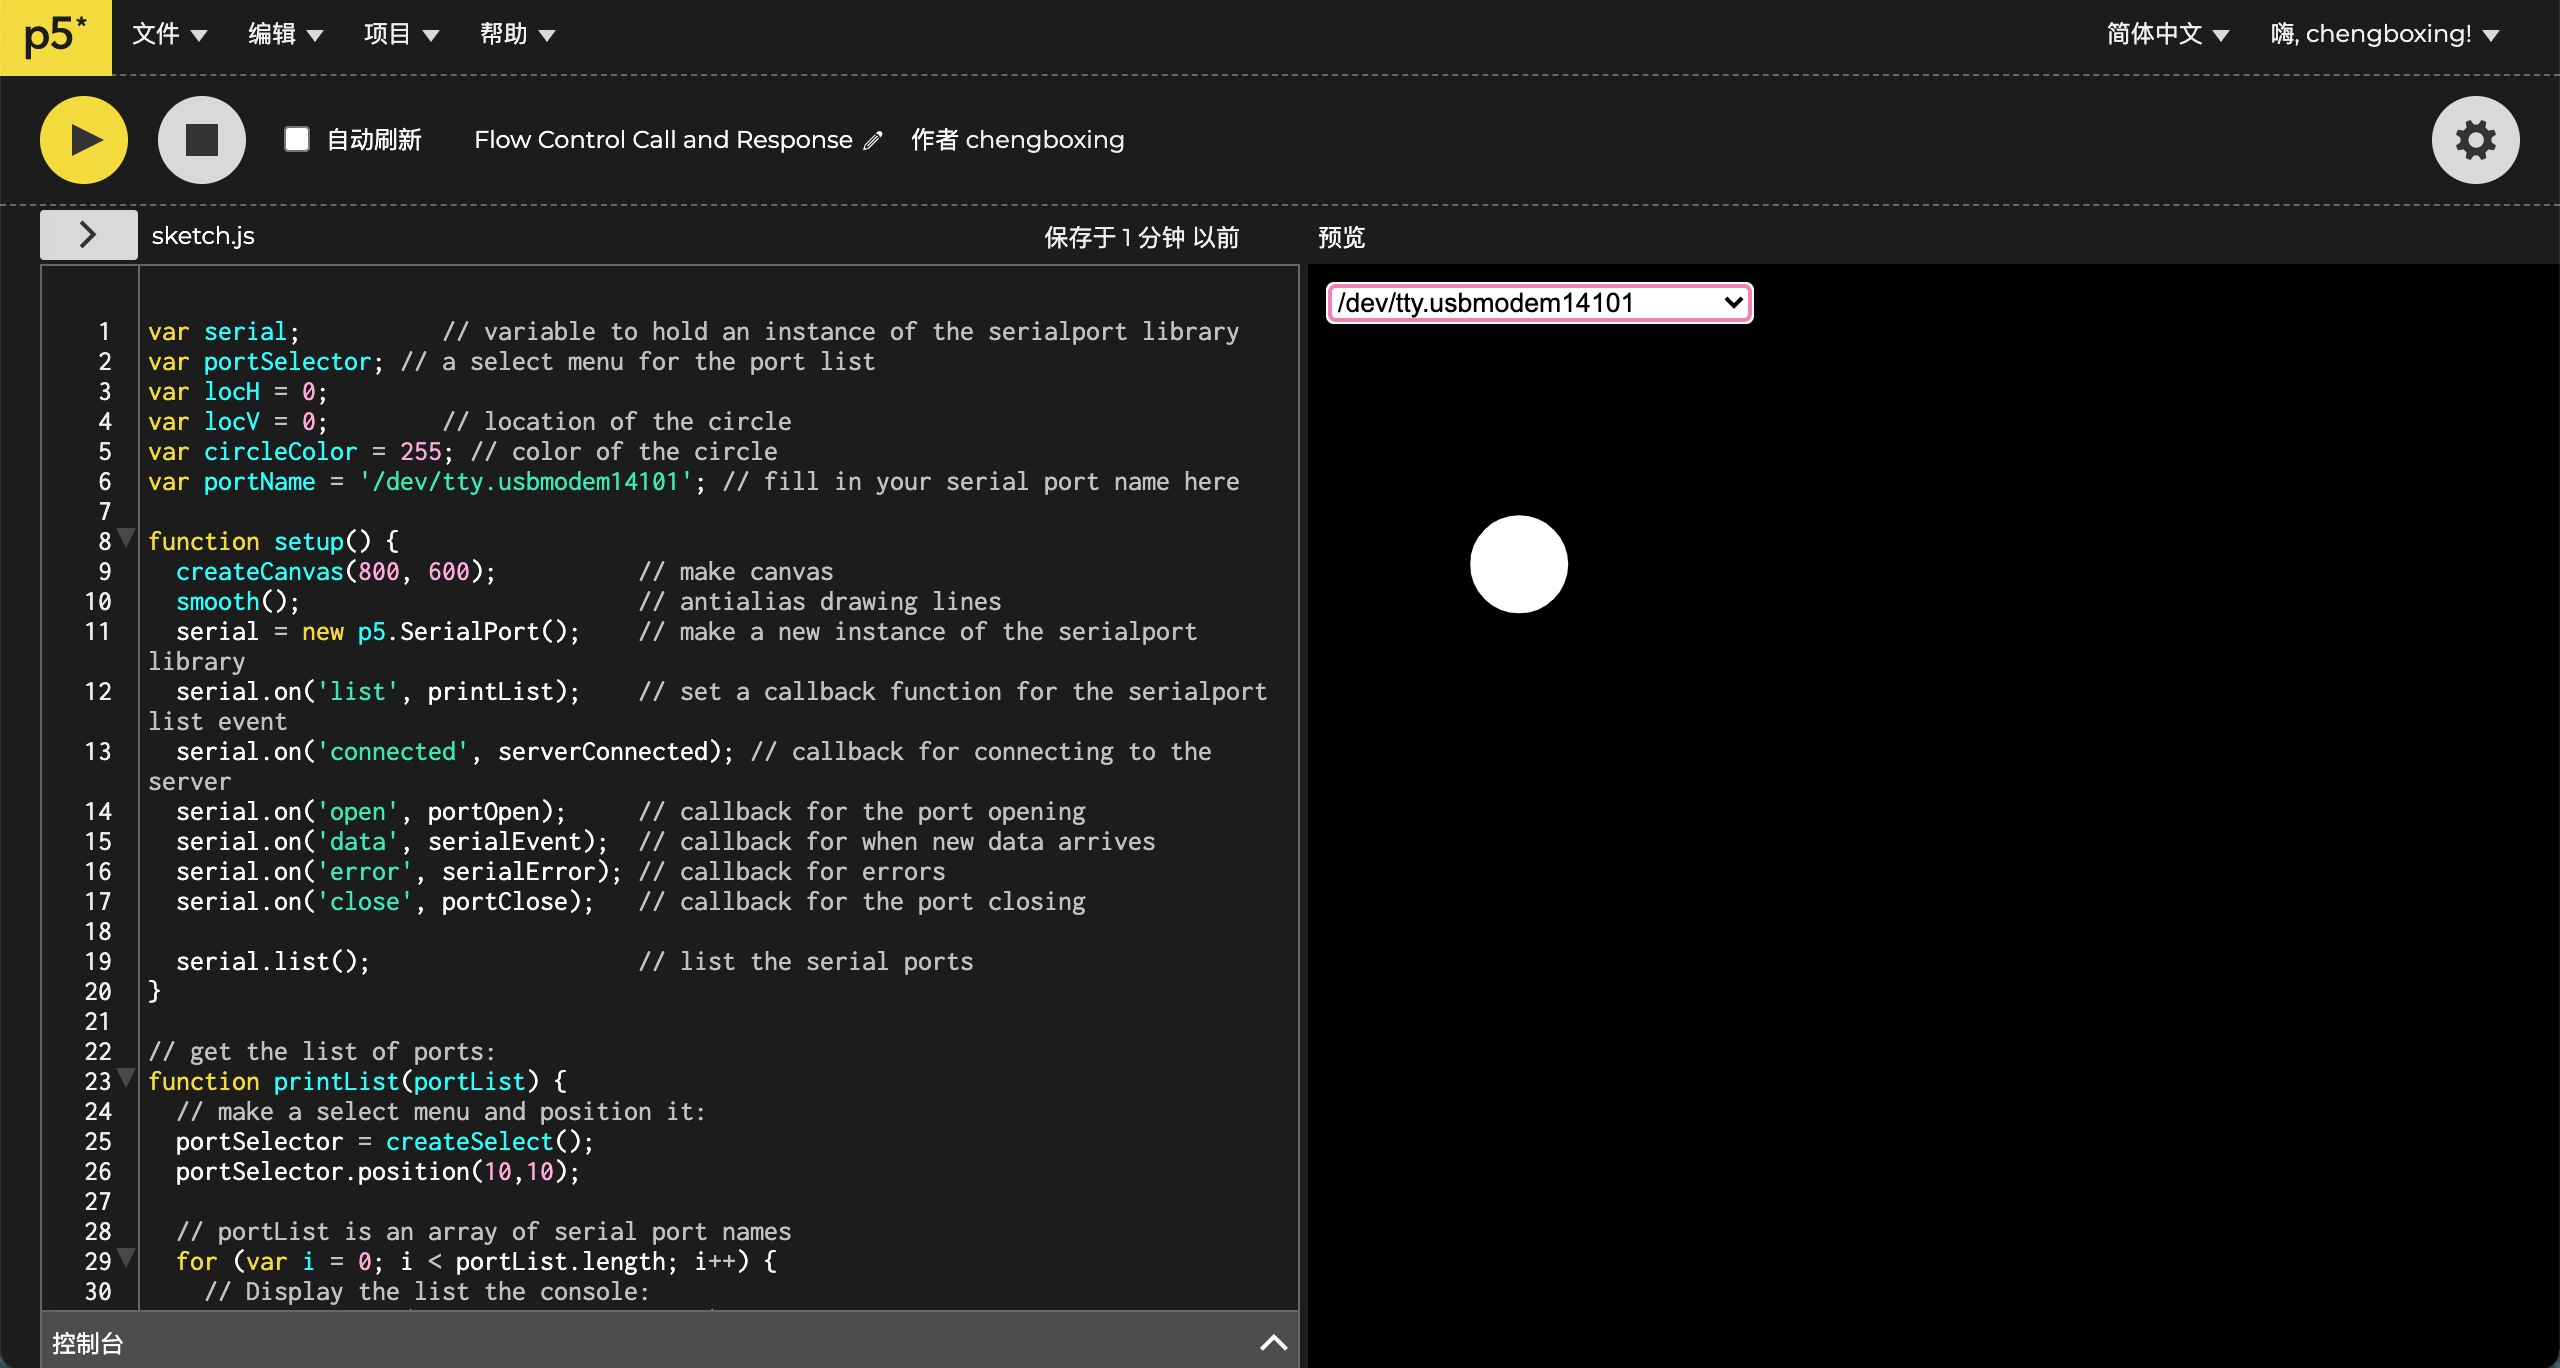 p5* 文件 编辑 项目 帮助 简体中文 嗨, chengboxing!
自动刷新 Flow Control Call and Response 作者 chengboxing
sketch.js 保存于 1 分钟 以前 预览
/dev/tty.usbmodem14101
1 var serial; // variable to hold an instance of the serialport library
2 var portSelector; // a select menu for the port list
3 var locH = 0;
4 var locV = 0; // location of the circle
5 var circleColor = 255; // color of the circle
6 var portName = '/dev/tty.usbmodem14101'; // fill in your serial port name here
7
8 function setup() {
9 createCanvas(800, 600); // make canvas
10 smooth(); // antialias drawing lines
11 serial = new p5.SerialPort(); // make a new instance of the serialport
library
12 serial.on('list', printList); // set a callback function for the serialport
list event
13 serial.on('connected', serverConnected); // callback for connecting to the
server
14 serial.on('open', portOpen); // callback for the port opening
15 serial.on('data', serialEvent); // callback for when new data arrives
16 serial.on('error', serialError); // callback for errors
17 serial.on('close', portClose); // callback for the port closing
18
19 serial.list(); // list the serial ports
20 }
21
22 // get the list of ports:
23 function printList(portList) {
24 // make a select menu and position it:
25 portSelector = createSelect();
26 portSelector.position(10,10);
27
28 // portList is an array of serial port names
29 for (var i = 0; i < portList.length; i++) {
30 // Display the list the console:
控制台